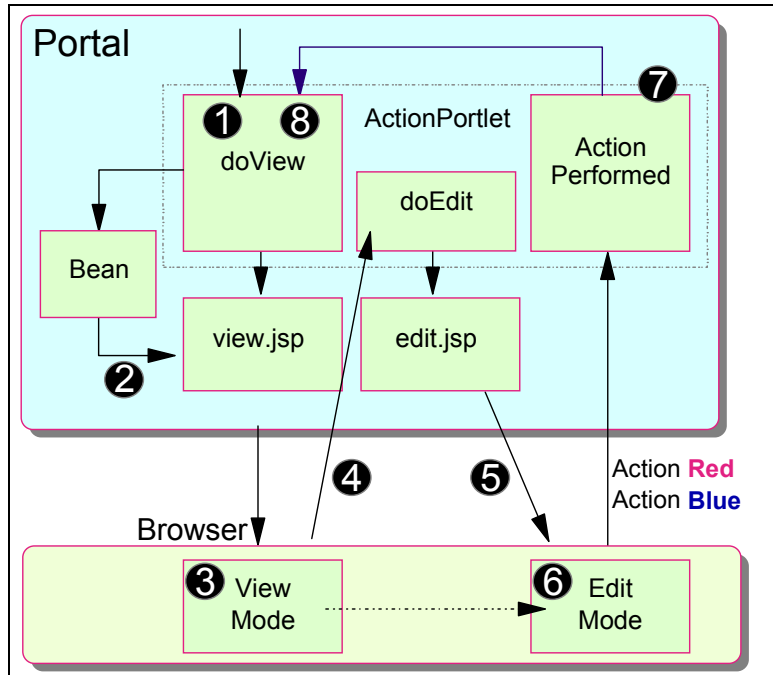 Portal
7
1 8
ActionPortlet
doView
Action
Performed
doEdit
Bean
view.jsp
edit.jsp
2
4
5
Action Red
Action Blue
Browser
3
View
Mode
6
Edit
Mode